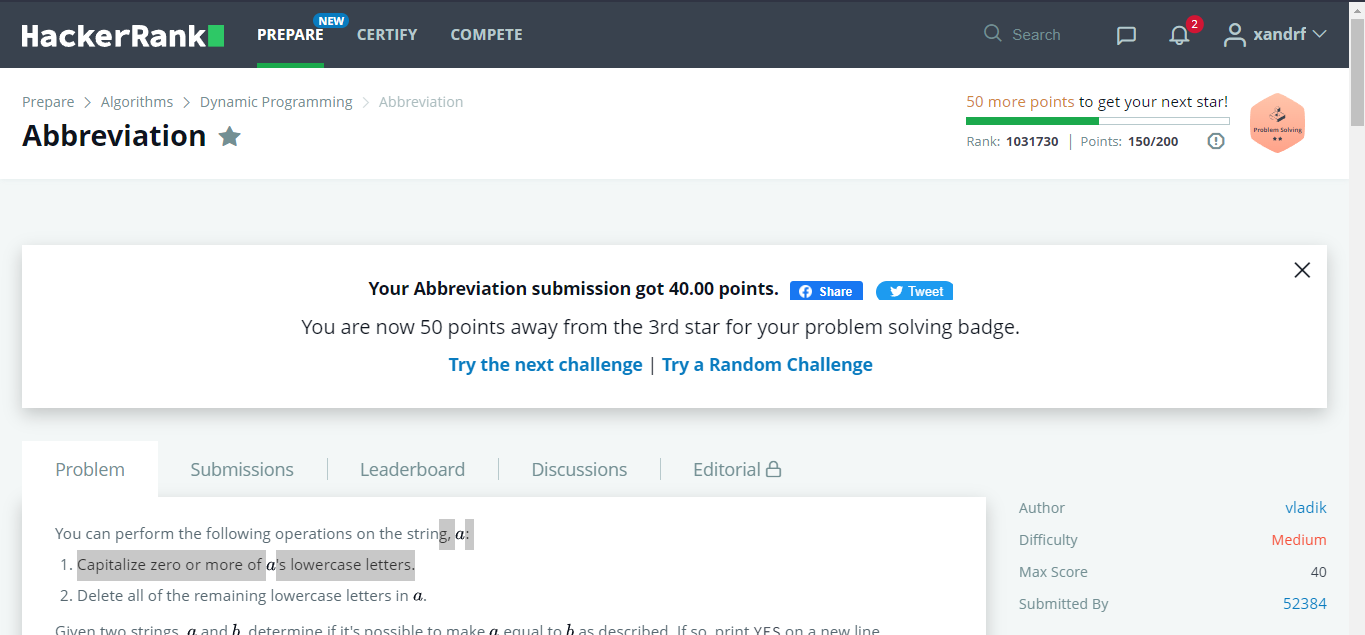 HackerRank PREPARE NEW CERTIFY COMPETE Search 2 xandrf
Prepare > Algorithms > Dynamic Programming > Abbreviation
Abbreviation
50 more points to get your next star!
Rank: 1031730 | Points: 150/200
Problem Solving
Your Abbreviation submission got 40.00 points. Share Tweet
You are now 50 points away from the 3rd star for your problem solving badge.
Try the next challenge | Try a Random Challenge
Problem Submissions Leaderboard Discussions Editorial
You can perform the following operations on the string, a:
1. Capitalize zero or more of a's lowercase letters.
2. Delete all of the remaining lowercase letters in a.
Given two strings, a and b, determine if it's possible to make a equal to b as described. If so, print YES on a new line.
Author vladik
Difficulty Medium
Max Score 40
Submitted By 52384